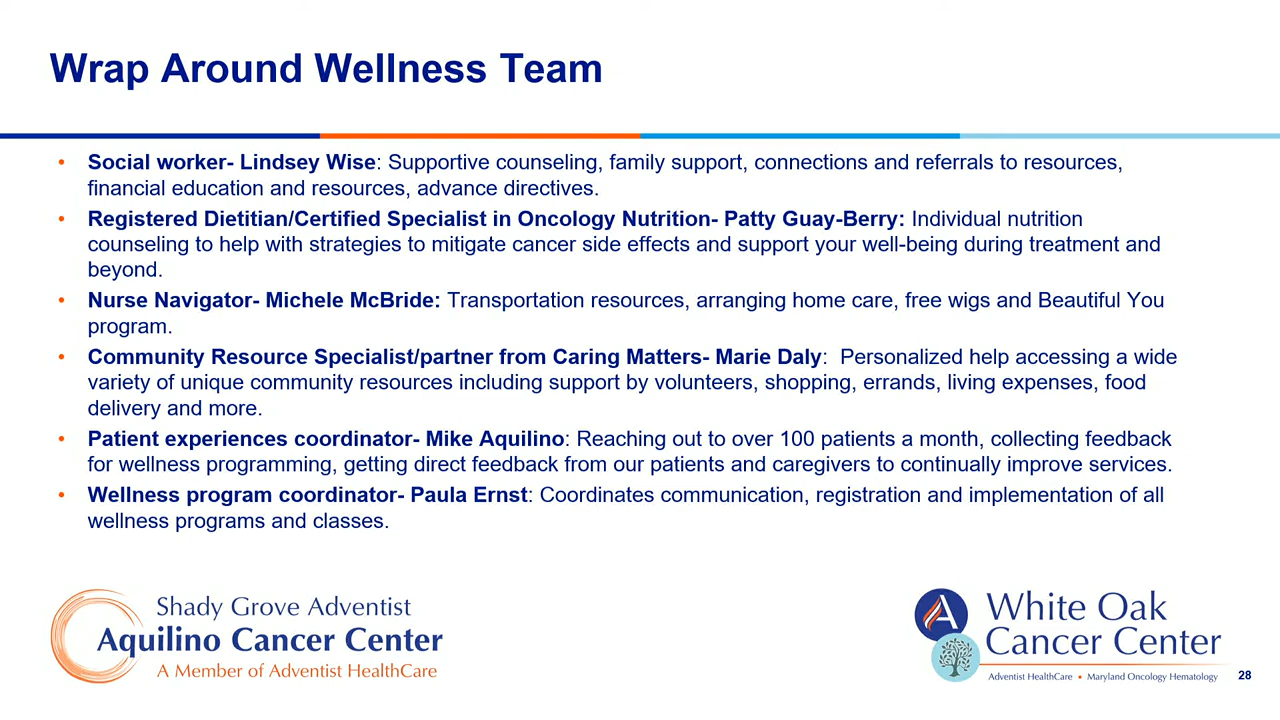 Wrap Around Wellness Team
• Social worker- Lindsey Wise: Supportive counseling, family support, connections and referrals to resources,
financial education and resources, advance directives.
• Registered Dietitian/Certified Specialist in Oncology Nutrition- Patty Guay-Berry: Individual nutrition
counseling to help with strategies to mitigate cancer side effects and support your well-being during treatment and
beyond.
• Nurse Navigator- Michele McBride: Transportation resources, arranging home care, free wigs and Beautiful You
program.
• Community Resource Specialist/partner from Caring Matters- Marie Daly:  Personalized help accessing a wide
variety of unique community resources including support by volunteers, shopping, errands, living expenses, food
delivery and more.
• Patient experiences coordinator- Mike Aquilino: Reaching out to over 100 patients a month, collecting feedback
for wellness programming, getting direct feedback from our patients and caregivers to continually improve services.
• Wellness program coordinator- Paula Ernst: Coordinates communication, registration and implementation of all
wellness programs and classes.
Shady Grove Adventist
Aquilino Cancer Center
A Member of Adventist HealthCare
White Oak
Cancer Center
Adventist HealthCare • Maryland Oncology Hematology
28